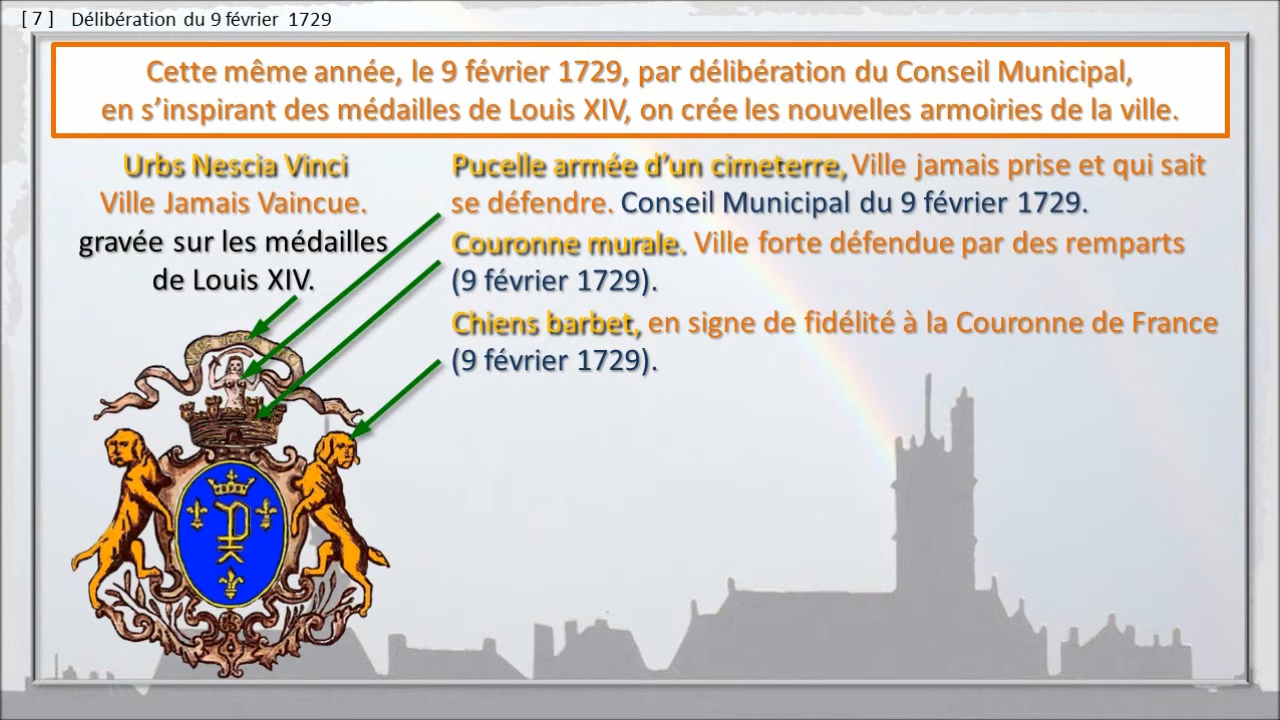 [ 7 ] Délibération du 9 février 1729
Cette même année, le 9 février 1729, par délibération du Conseil Municipal,
en s’inspirant des médailles de Louis XIV, on crée les nouvelles armoiries de la ville.
Urbs Nescia Vinci
Ville Jamais Vaincue.
gravée sur les médailles
de Louis XIV.
Pucelle armée d’un cimeterre, Ville jamais prise et qui sait
se défendre. Conseil Municipal du 9 février 1729.
Couronne murale. Ville forte défendue par des remparts
(9 février 1729).
Chiens barbet, en signe de fidélité à la Couronne de France
(9 février 1729).